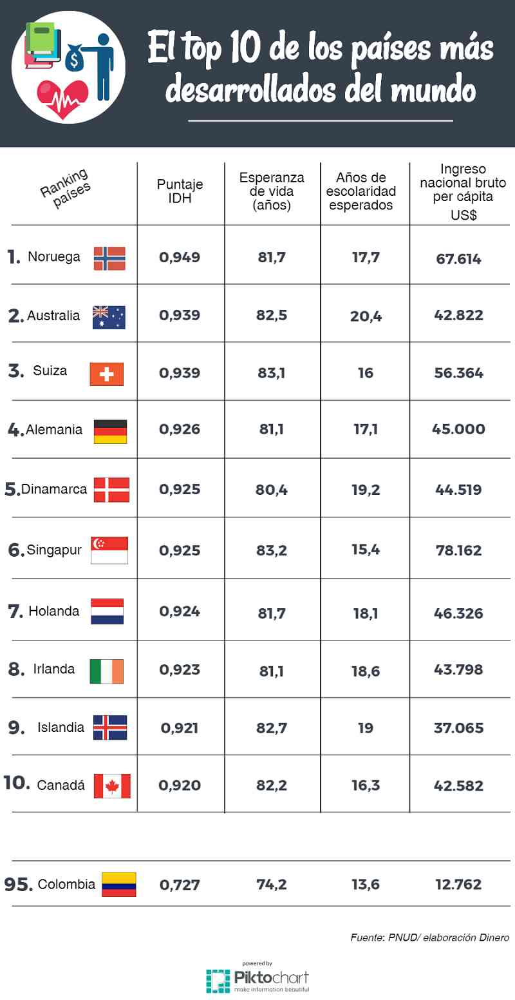 $
El top 10 de los países más
desarrollados del mundo
Ranking
países
Puntaje
IDH
Esperanza
de vida
(años)
Años de
escolaridad
esperados
Ingreso
nacional bruto
per cápita
US$
1. Noruega 0,949 81,7 17,7 67.614
2. Australia 0,939 82,5 20,4 42.822
3. Suiza 0,939 83,1 16 56.364
4. Alemania 0,926 81,1 17,1 45.000
5. Dinamarca 0,925 80,4 19,2 44.519
6. Singapur 0,925 83,2 15,4 78.162
7. Holanda 0,924 81,7 18,1 46.326
8. Irlanda 0,923 81,1 18,6 43.798
9. Islandia 0,921 82,7 19 37.065
10. Canadá 0,920 82,2 16,3 42.582
95. Colombia 0,727 74,2 13,6 12.762
Fuente: PNUD/ elaboración Dinero
powered by
Piktochart
make information beautiful